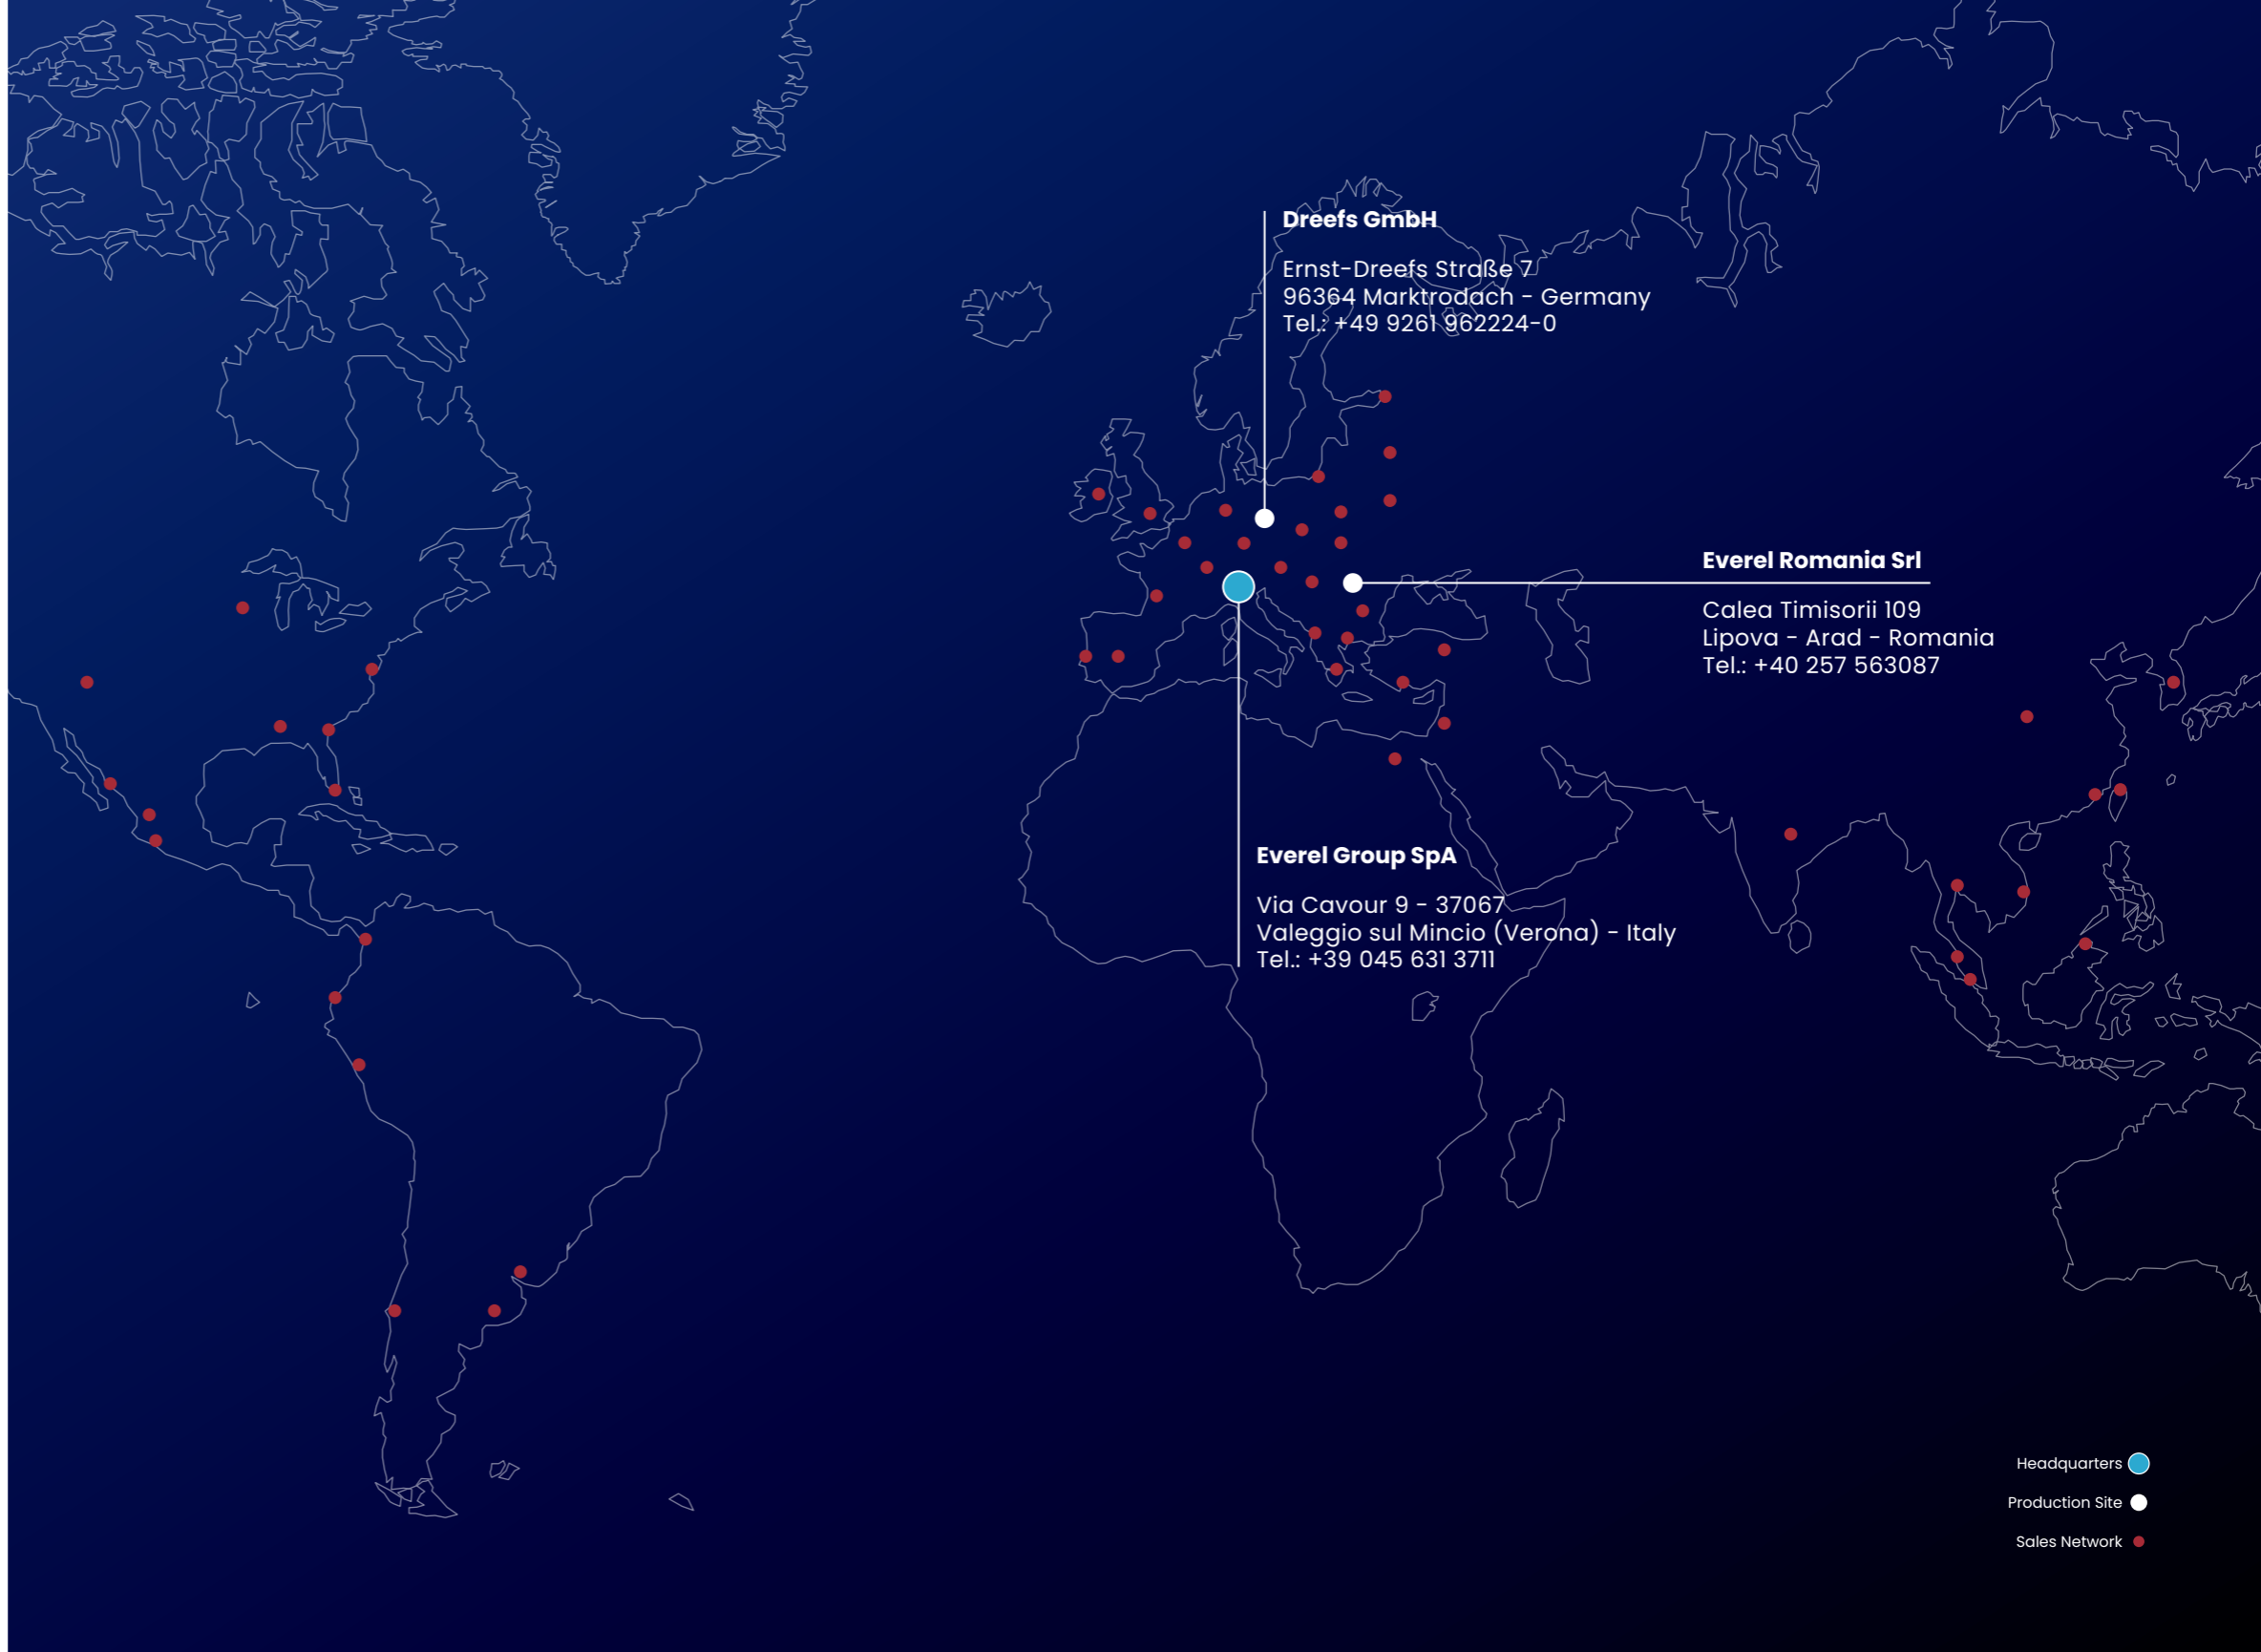 Dreefs GmbH
Ernst-Dreefs Straße 7
96364 Marktrodach - Germany
Tel.: +49 9261 962224-0
Everel Romania Srl
Calea Timisorii 109
Lipova - Arad - Romania
Tel.: +40 257 563087
Everel Group SpA
Via Cavour 9 - 37067
Valeggio sul Mincio (Verona) - Italy
Tel.: +39 045 631 3711
Headquarters
Production Site
Sales Network